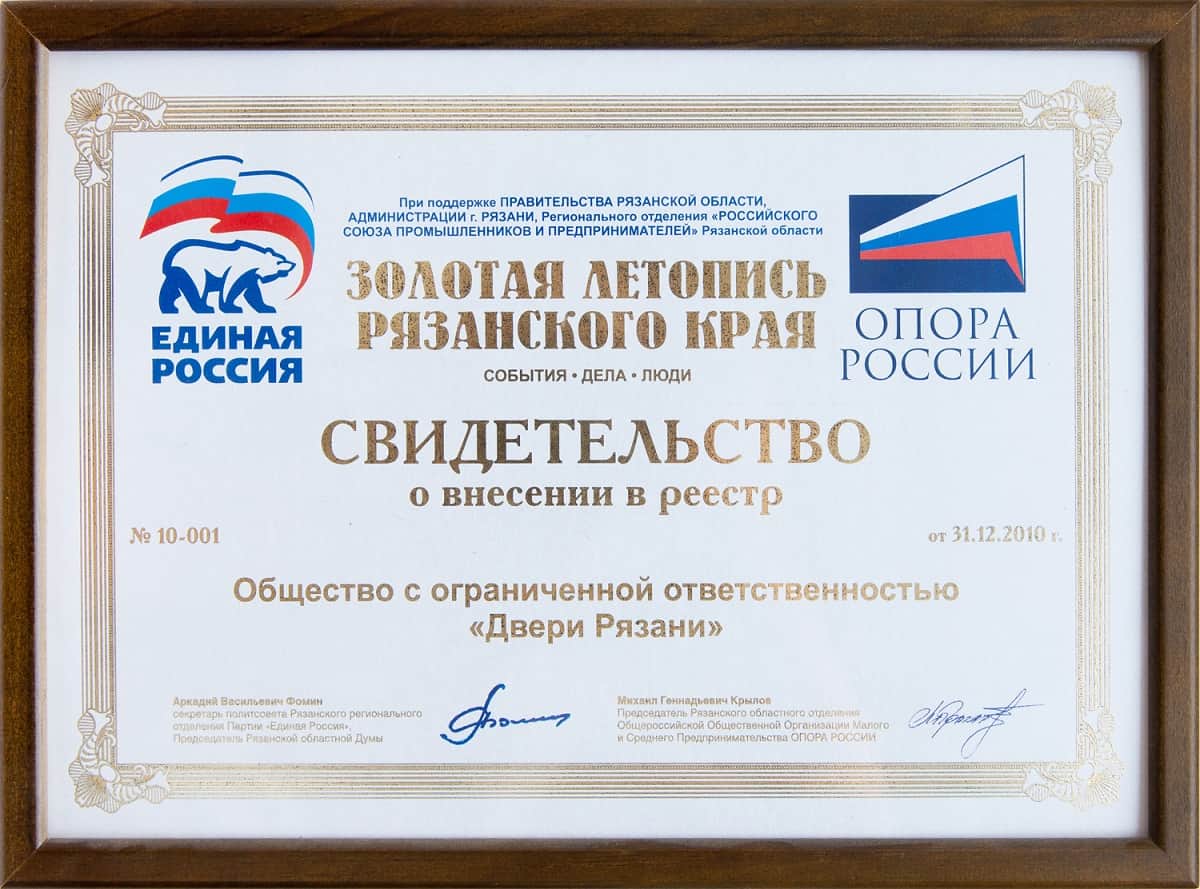 При поддержке ПРАВИТЕЛЬСТВА РЯЗАНСКОЙ ОБЛАСТИ,
АДМИНИСТРАЦИИ г. РЯЗАНИ, Регионального отделения «РОССИЙСКОГО
СОЮЗА ПРОМЫШЛЕННИКОВ И ПРЕДПРИНИМАТЕЛЕЙ» Рязанской области
ЕДИНАЯ
РОССИЯ
ЗОЛОТАЯ ЛЕТОПИСЬ
РЯЗАНСКОГО КРАЯ
СОБЫТИЯ • ДЕЛА • ЛЮДИ
ОПОРА
РОССИИ
СВИДЕТЕЛЬСТВО
о внесении в реестр
№ 10-001
от 31.12.2010 г.
Общество с ограниченной ответственностью
«Двери Рязани»
Аркадий Васильевич Фомин
секретарь политсовета Рязанского регионального
отделения Партии «Единая Россия»,
Председатель Рязанской областной Думы
Михаил Геннадьевич Крылов
Председатель Рязанского областного отделения
Общероссийской Общественной Организации Малого
и Среднего Предпринимательства ОПОРА РОССИИ